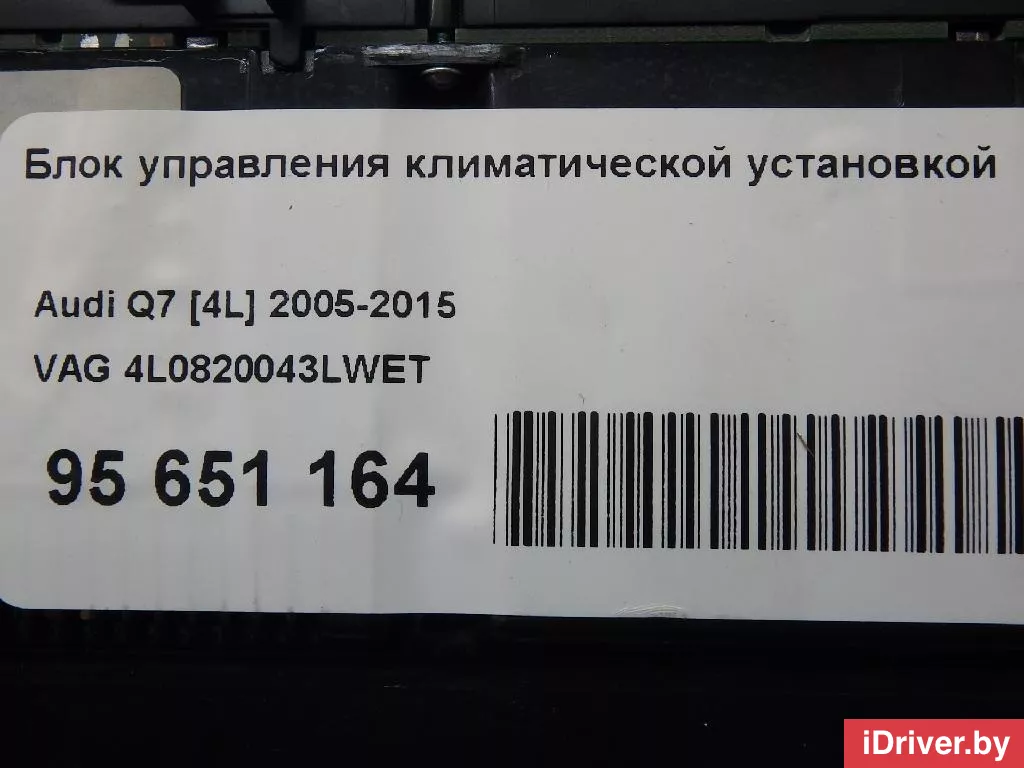 Блок управления климатической установкой
Audi Q7 [4L] 2005-2015
VAG 4L0820043LWET
95 651 164
iDriver.by